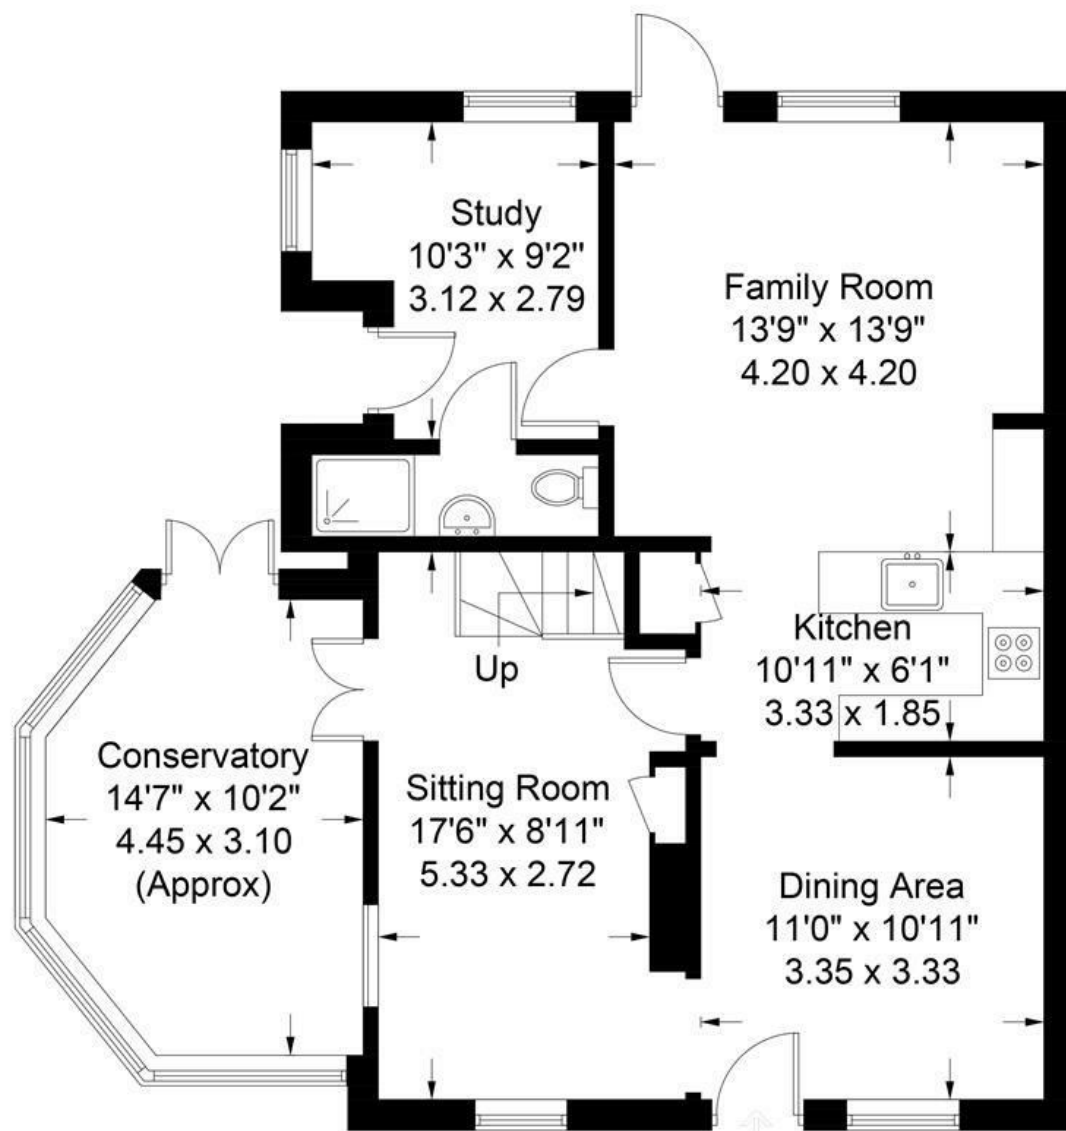 Study
10'3" x 9'2"
3.12 x 2.79
Family Room
13'9" x 13'9"
4.20 x 4.20
Up
Kitchen
10'11" x 6'1"
3.33 x 1.85
Conservatory
14'7" x 10'2"
4.45 x 3.10
(Approx)
Sitting Room
17'6" x 8'11"
5.33 x 2.72
Dining Area
11'0" x 10'11"
3.35 x 3.33